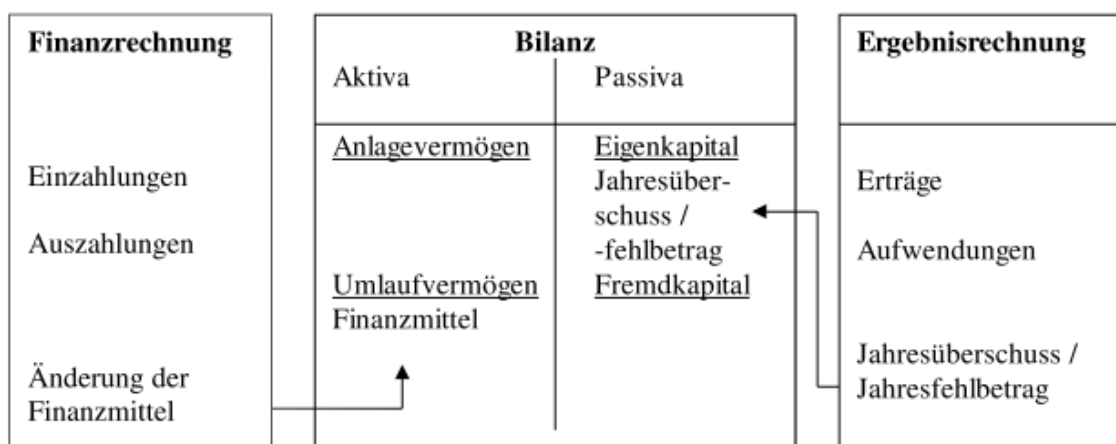 Finanzrechnung
Einzahlungen
Auszahlungen
Änderung der
Finanzmittel
Bilanz
Aktiva
Passiva
Anlagevermögen
Umlaufvermögen
Finanzmittel
Eigenkapital
Jahresüber-
schuss /
-fehlbetrag
Fremdkapital
Ergebnisrechnung
Erträge
Aufwendungen
Jahresüberschuss /
Jahresfehlbetrag